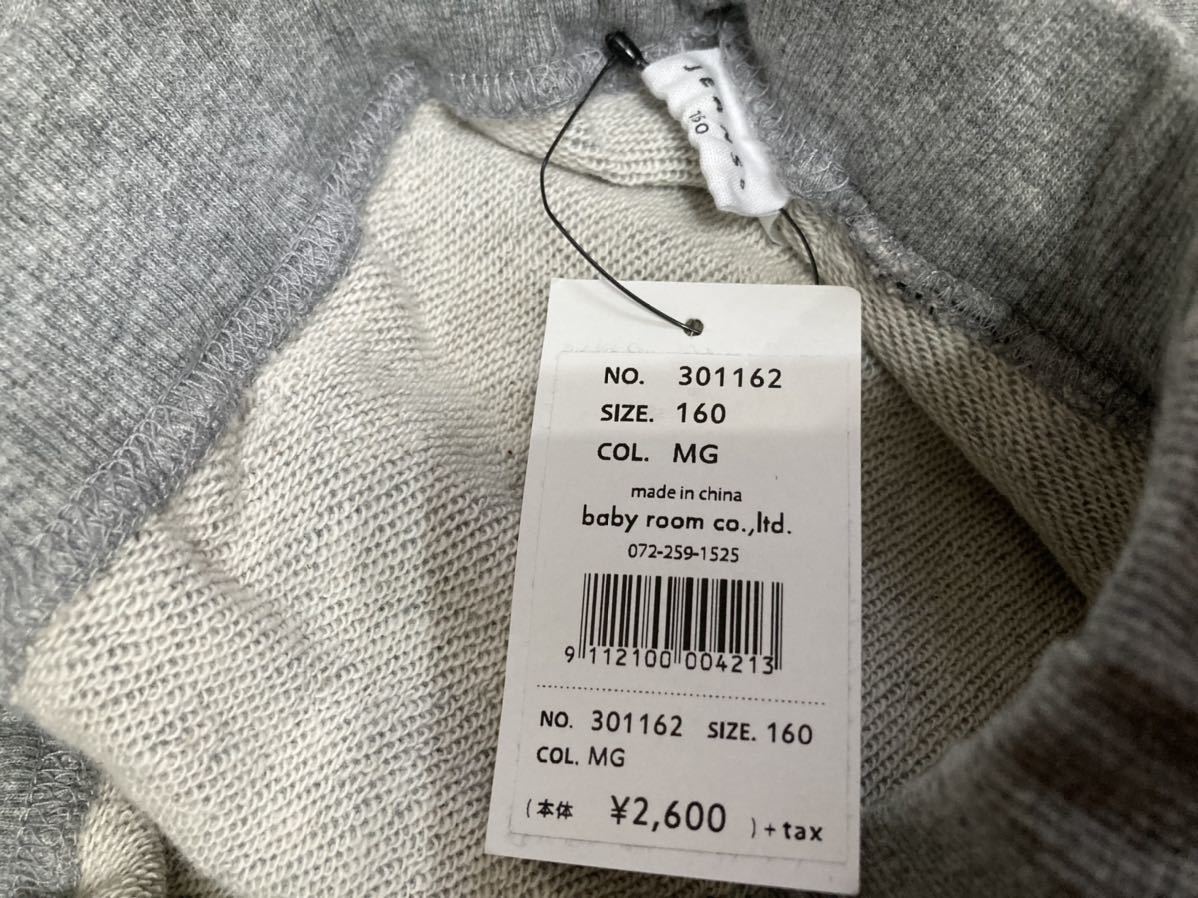 160
NO. 301162
SIZE. 160
COL. MG
made in china
baby room co.,ltd.
072-259-1525
9 112100 004213
NO. 301162 SIZE. 160
COL. MG
(本体 ¥2,600 )+tax